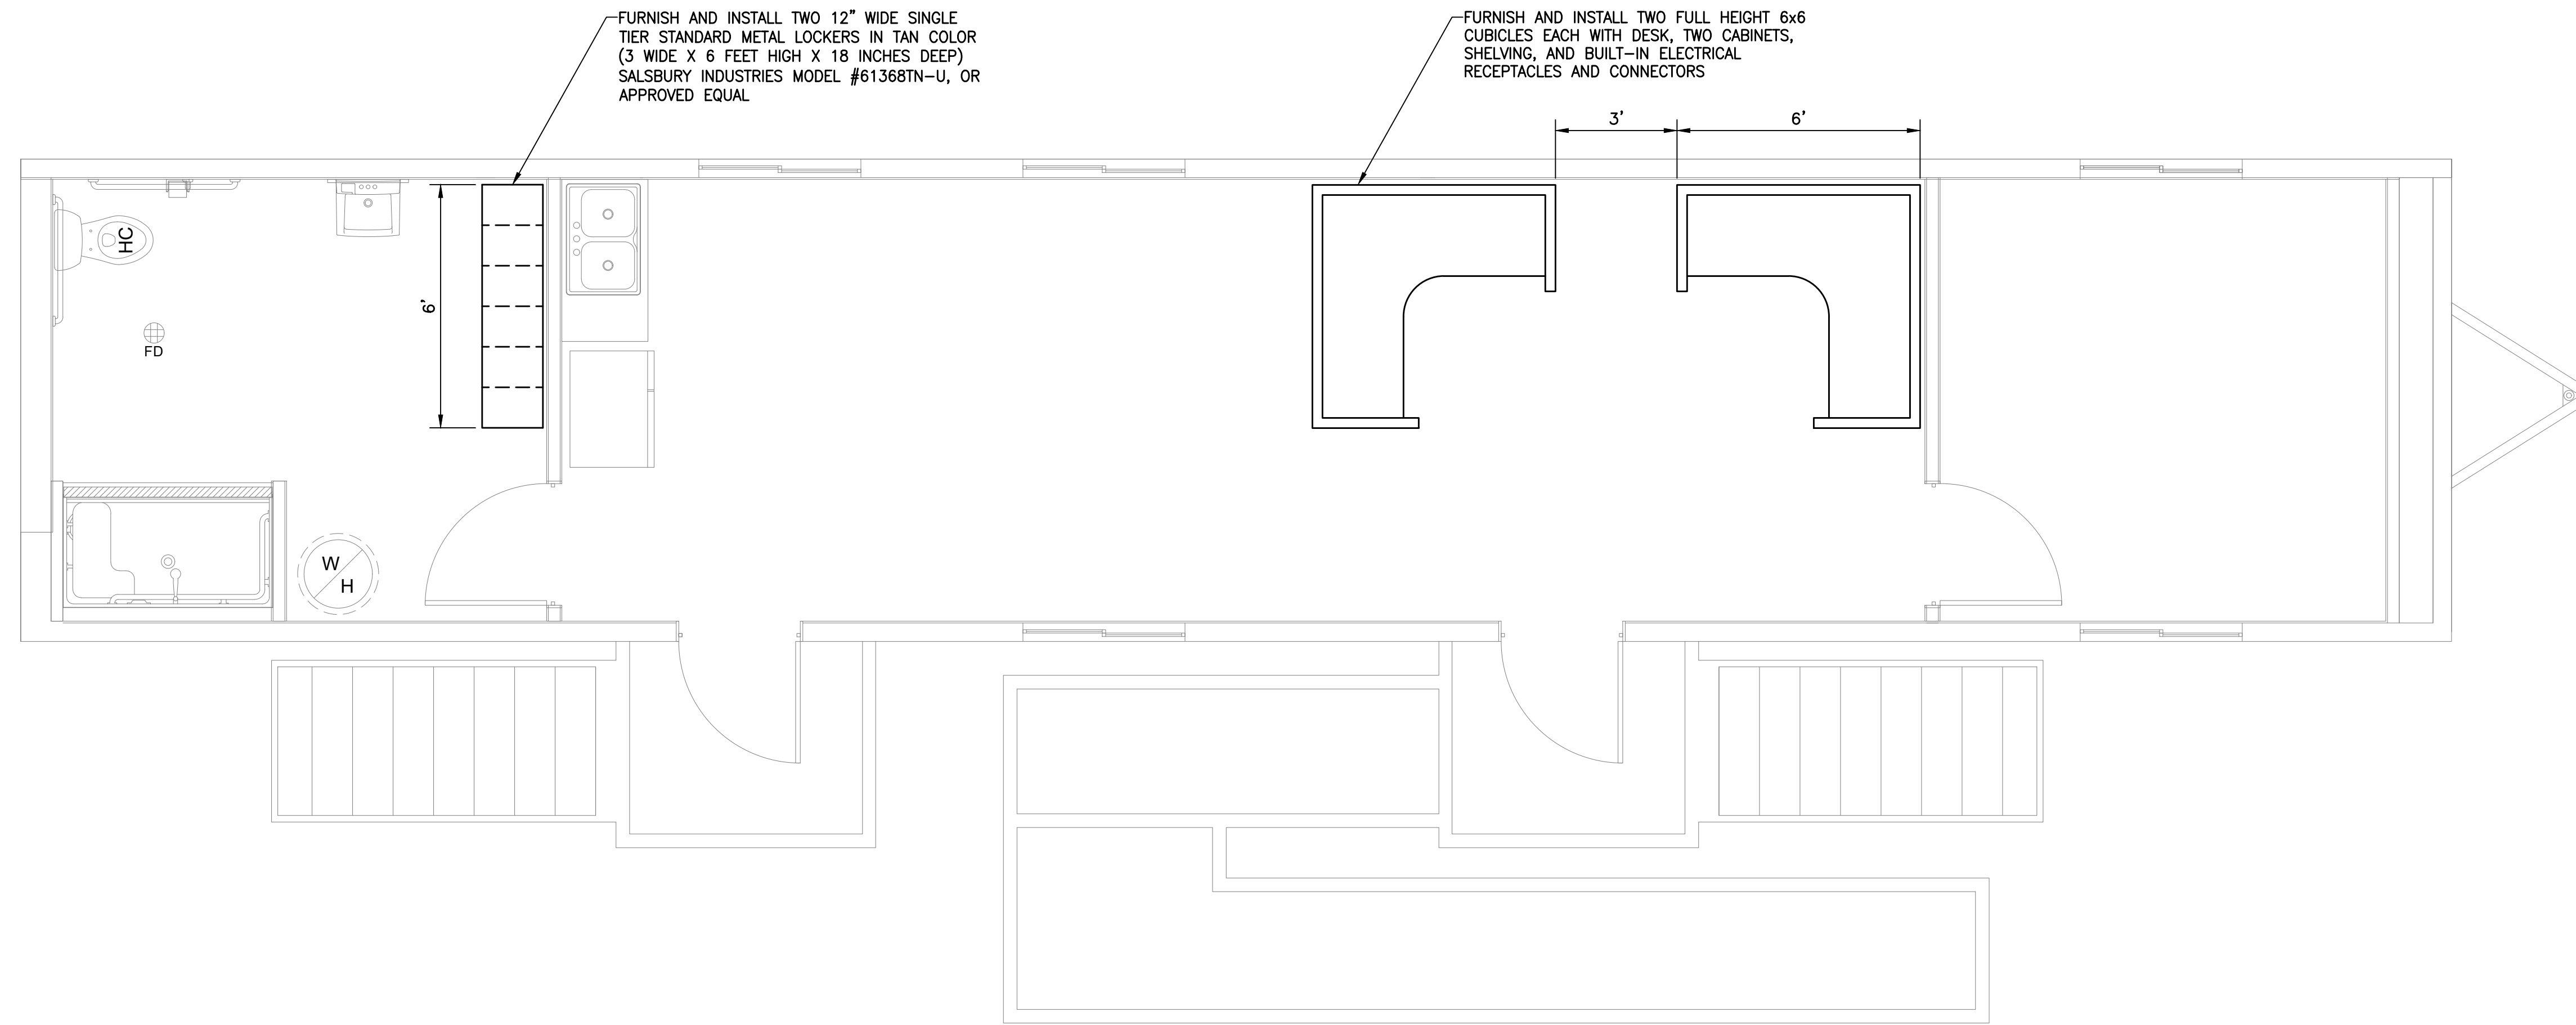 FURNISH AND INSTALL TWO 12" WIDE SINGLE
TIER STANDARD METAL LOCKERS IN TAN COLOR
(3 WIDE X 6 FEET HIGH X 18 INCHES DEEP)
SALSBURY INDUSTRIES MODEL #61368TN-U, OR
APPROVED EQUAL
FURNISH AND INSTALL TWO FULL HEIGHT 6x6
CUBICLES EACH WITH DESK, TWO CABINETS,
SHELVING, AND BUILT-IN ELECTRICAL
RECEPTACLES AND CONNECTORS
3'
6'
HC
6'
FD
W
H